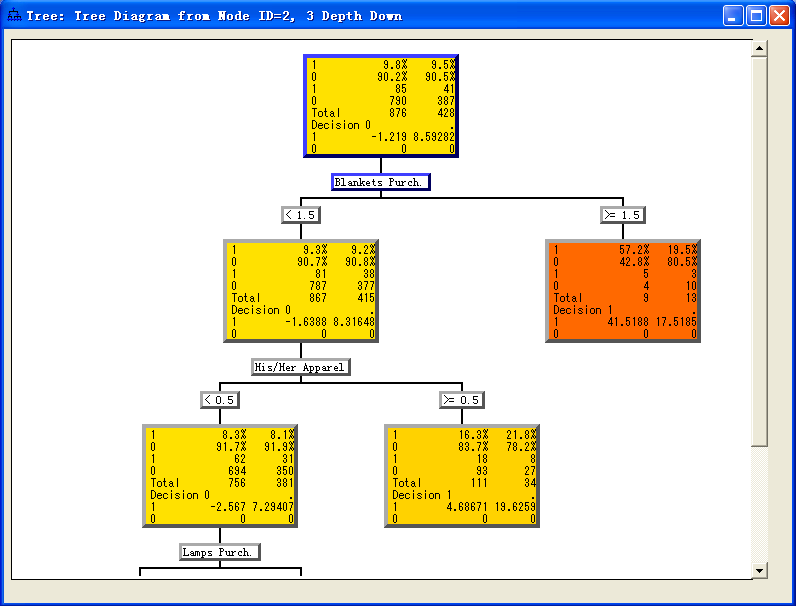 Tree: Tree Diagram from Node ID=2, 3 Depth Down
1 9.8% 9.5%
0 90.2% 90.5%
1 85 41
0 790 387
Total 876 428
Decision 0 .
1 -1.219 8.59282
0 0 0
Blankets Purch.
< 1.5 >= 1.5
1 9.3% 9.2%
0 90.7% 90.8%
1 81 38
0 787 377
Total 867 415
Decision 0 .
1 -1.6388 8.31648
0 0 0
1 57.2% 19.5%
0 42.8% 80.5%
1 5 3
0 4 10
Total 9 13
Decision 1 .
1 41.5188 17.5185
0 0 0
His/Her Apparel
< 0.5 >= 0.5
1 8.3% 8.1%
0 91.7% 91.9%
1 62 31
0 694 350
Total 756 381
Decision 0 .
1 -2.567 7.29407
0 0 0
1 16.3% 21.8%
0 83.7% 78.2%
1 18 8
0 93 27
Total 111 34
Decision 1 .
1 4.68671 19.6259
0 0 0
Lamps Purch.